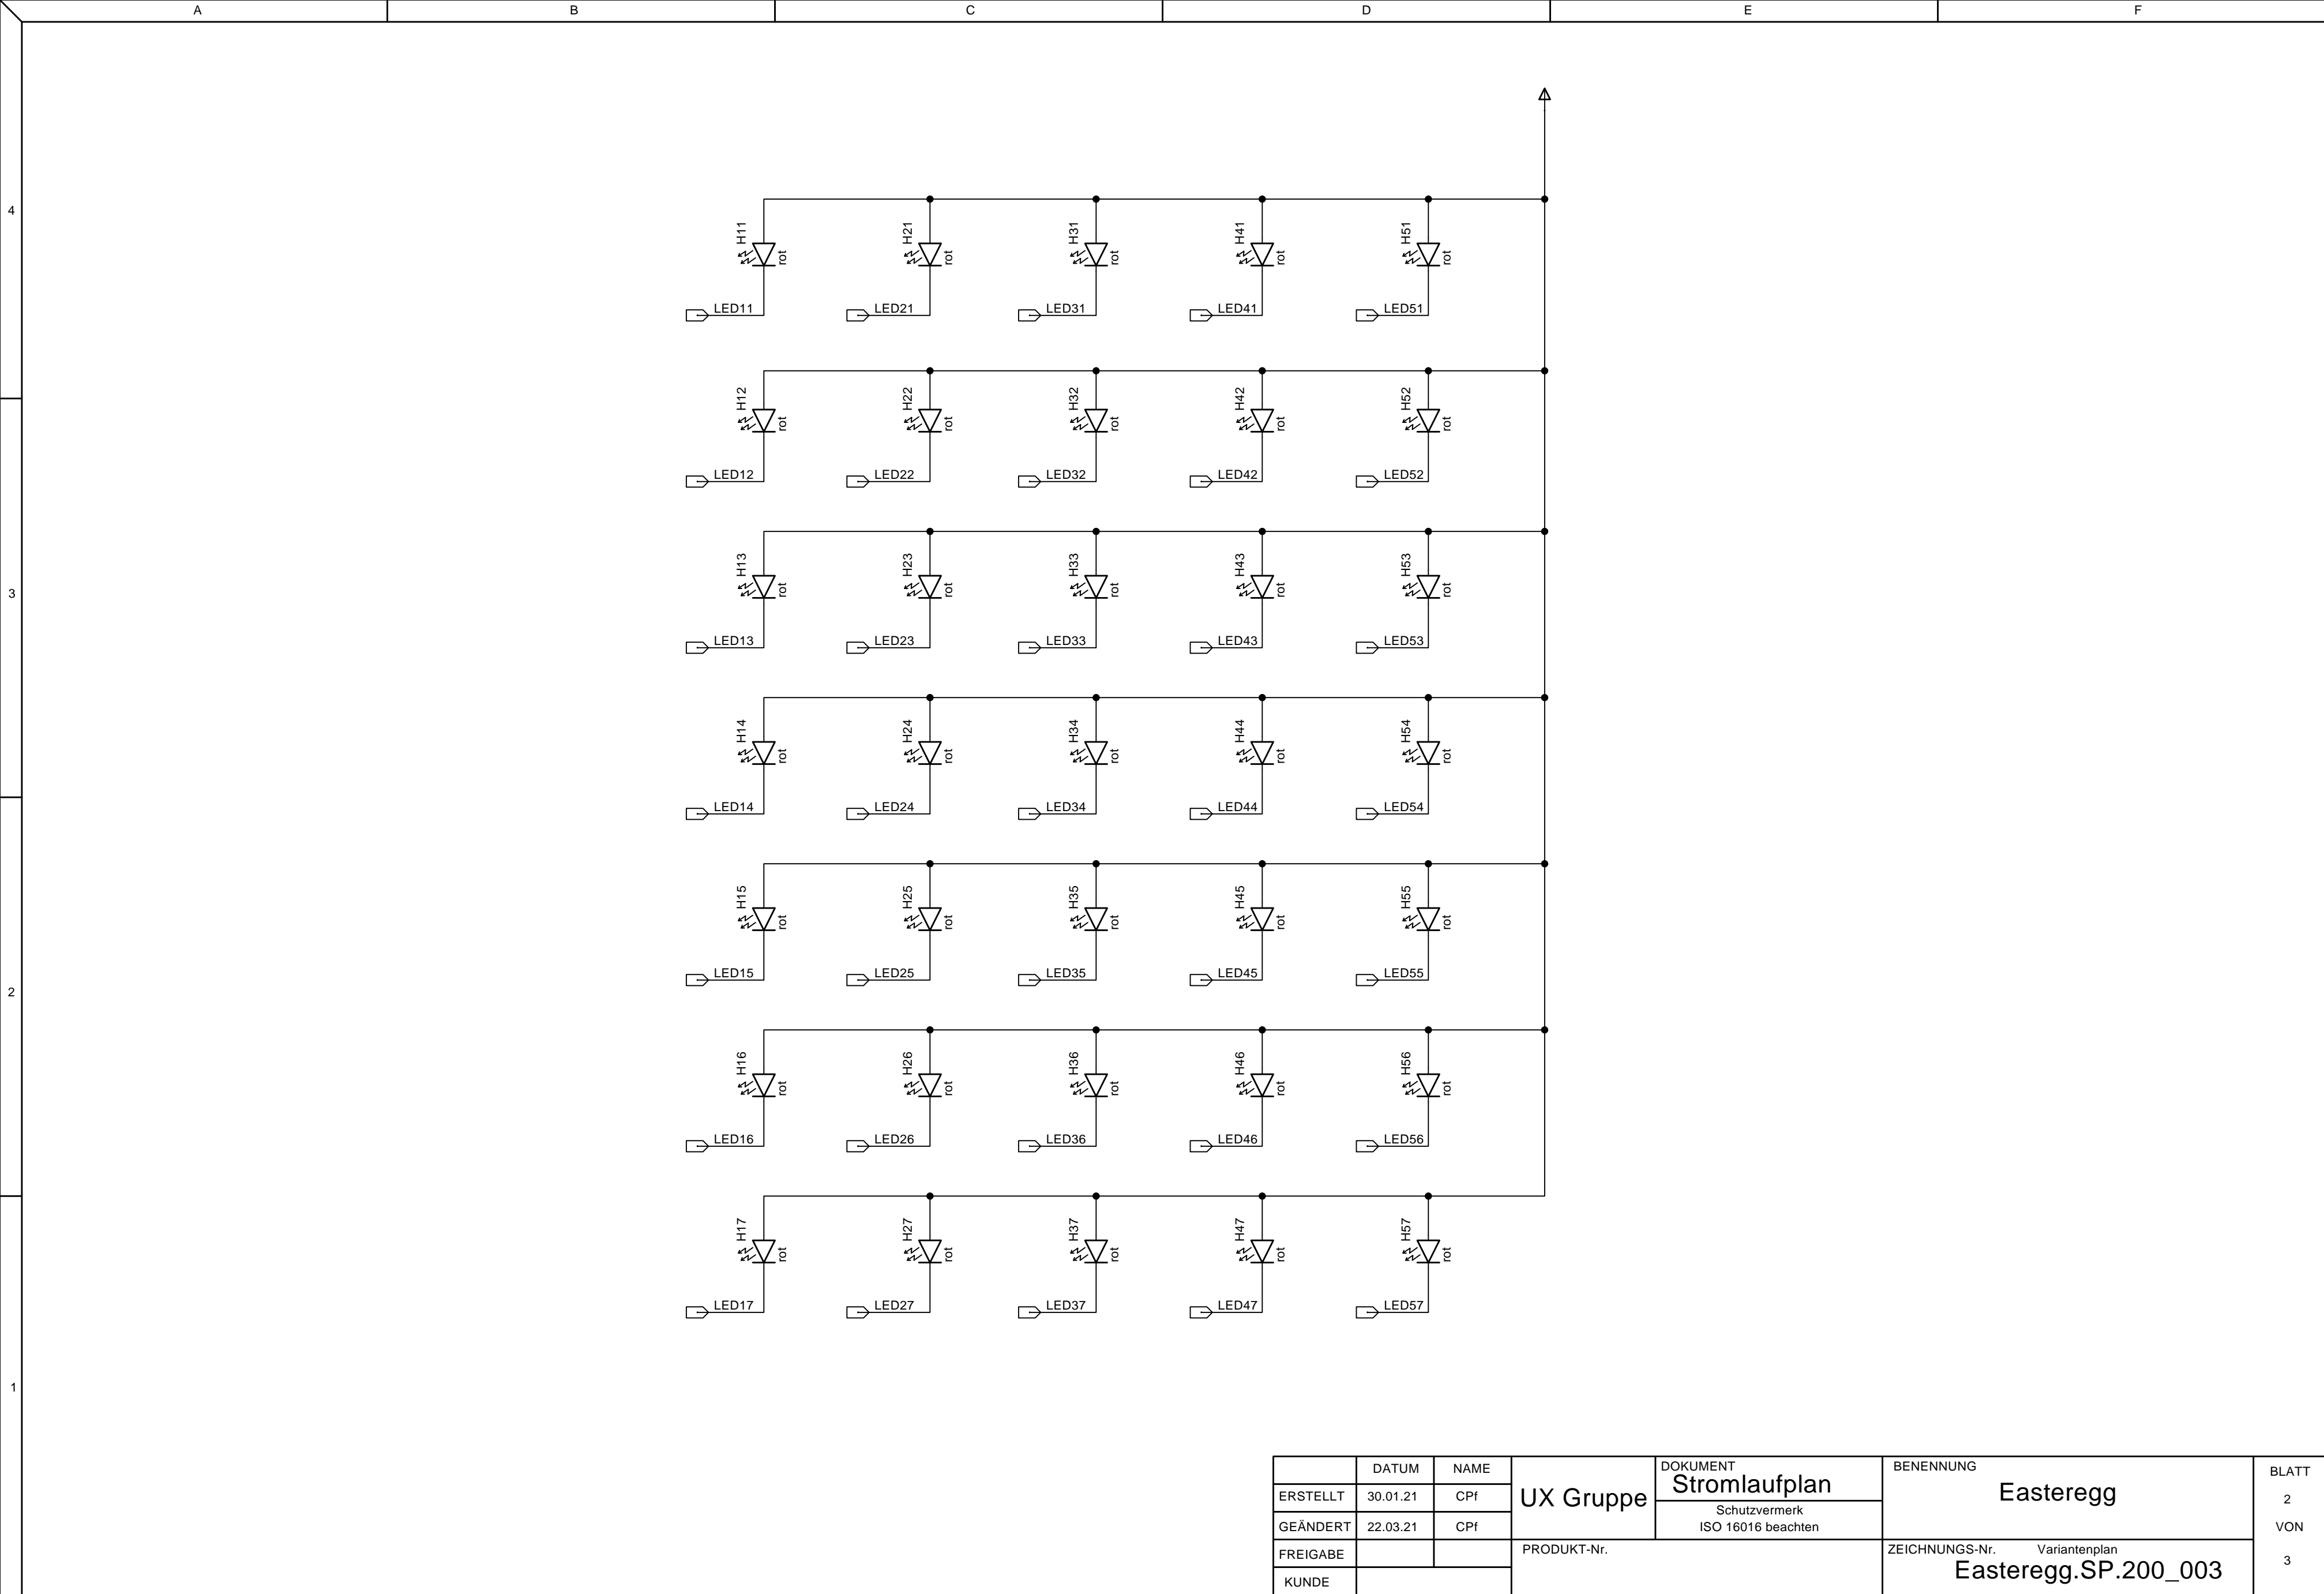 A B C D E F
4
H11 rot H21 rot H31 rot H41 rot H51 rot
LED11 LED21 LED31 LED41 LED51
H12 rot H22 rot H32 rot H42 rot H52 rot
LED12 LED22 LED32 LED42 LED52
3
H13 rot H23 rot H33 rot H43 rot H53 rot
LED13 LED23 LED33 LED43 LED53
H14 rot H24 rot H34 rot H44 rot H54 rot
LED14 LED24 LED34 LED44 LED54
2
H15 rot H25 rot H35 rot H45 rot H55 rot
LED15 LED25 LED35 LED45 LED55
H16 rot H26 rot H36 rot H46 rot H56 rot
LED16 LED26 LED36 LED46 LED56
1
H17 rot H27 rot H37 rot H47 rot H57 rot
LED17 LED27 LED37 LED47 LED57
DATUM NAME
ERSTELLT 30.01.21 CPf
GEÄNDERT 22.03.21 CPf
FREIGABE
KUNDE
UX Gruppe
DOKUMENT
Stromlaufplan
Schutzvermerk
ISO 16016 beachten
PRODUKT-Nr.
BENENNUNG
Easteregg
ZEICHNUNGS-Nr. Variantenplan
Easteregg.SP.200_003
BLATT
2
VON
3